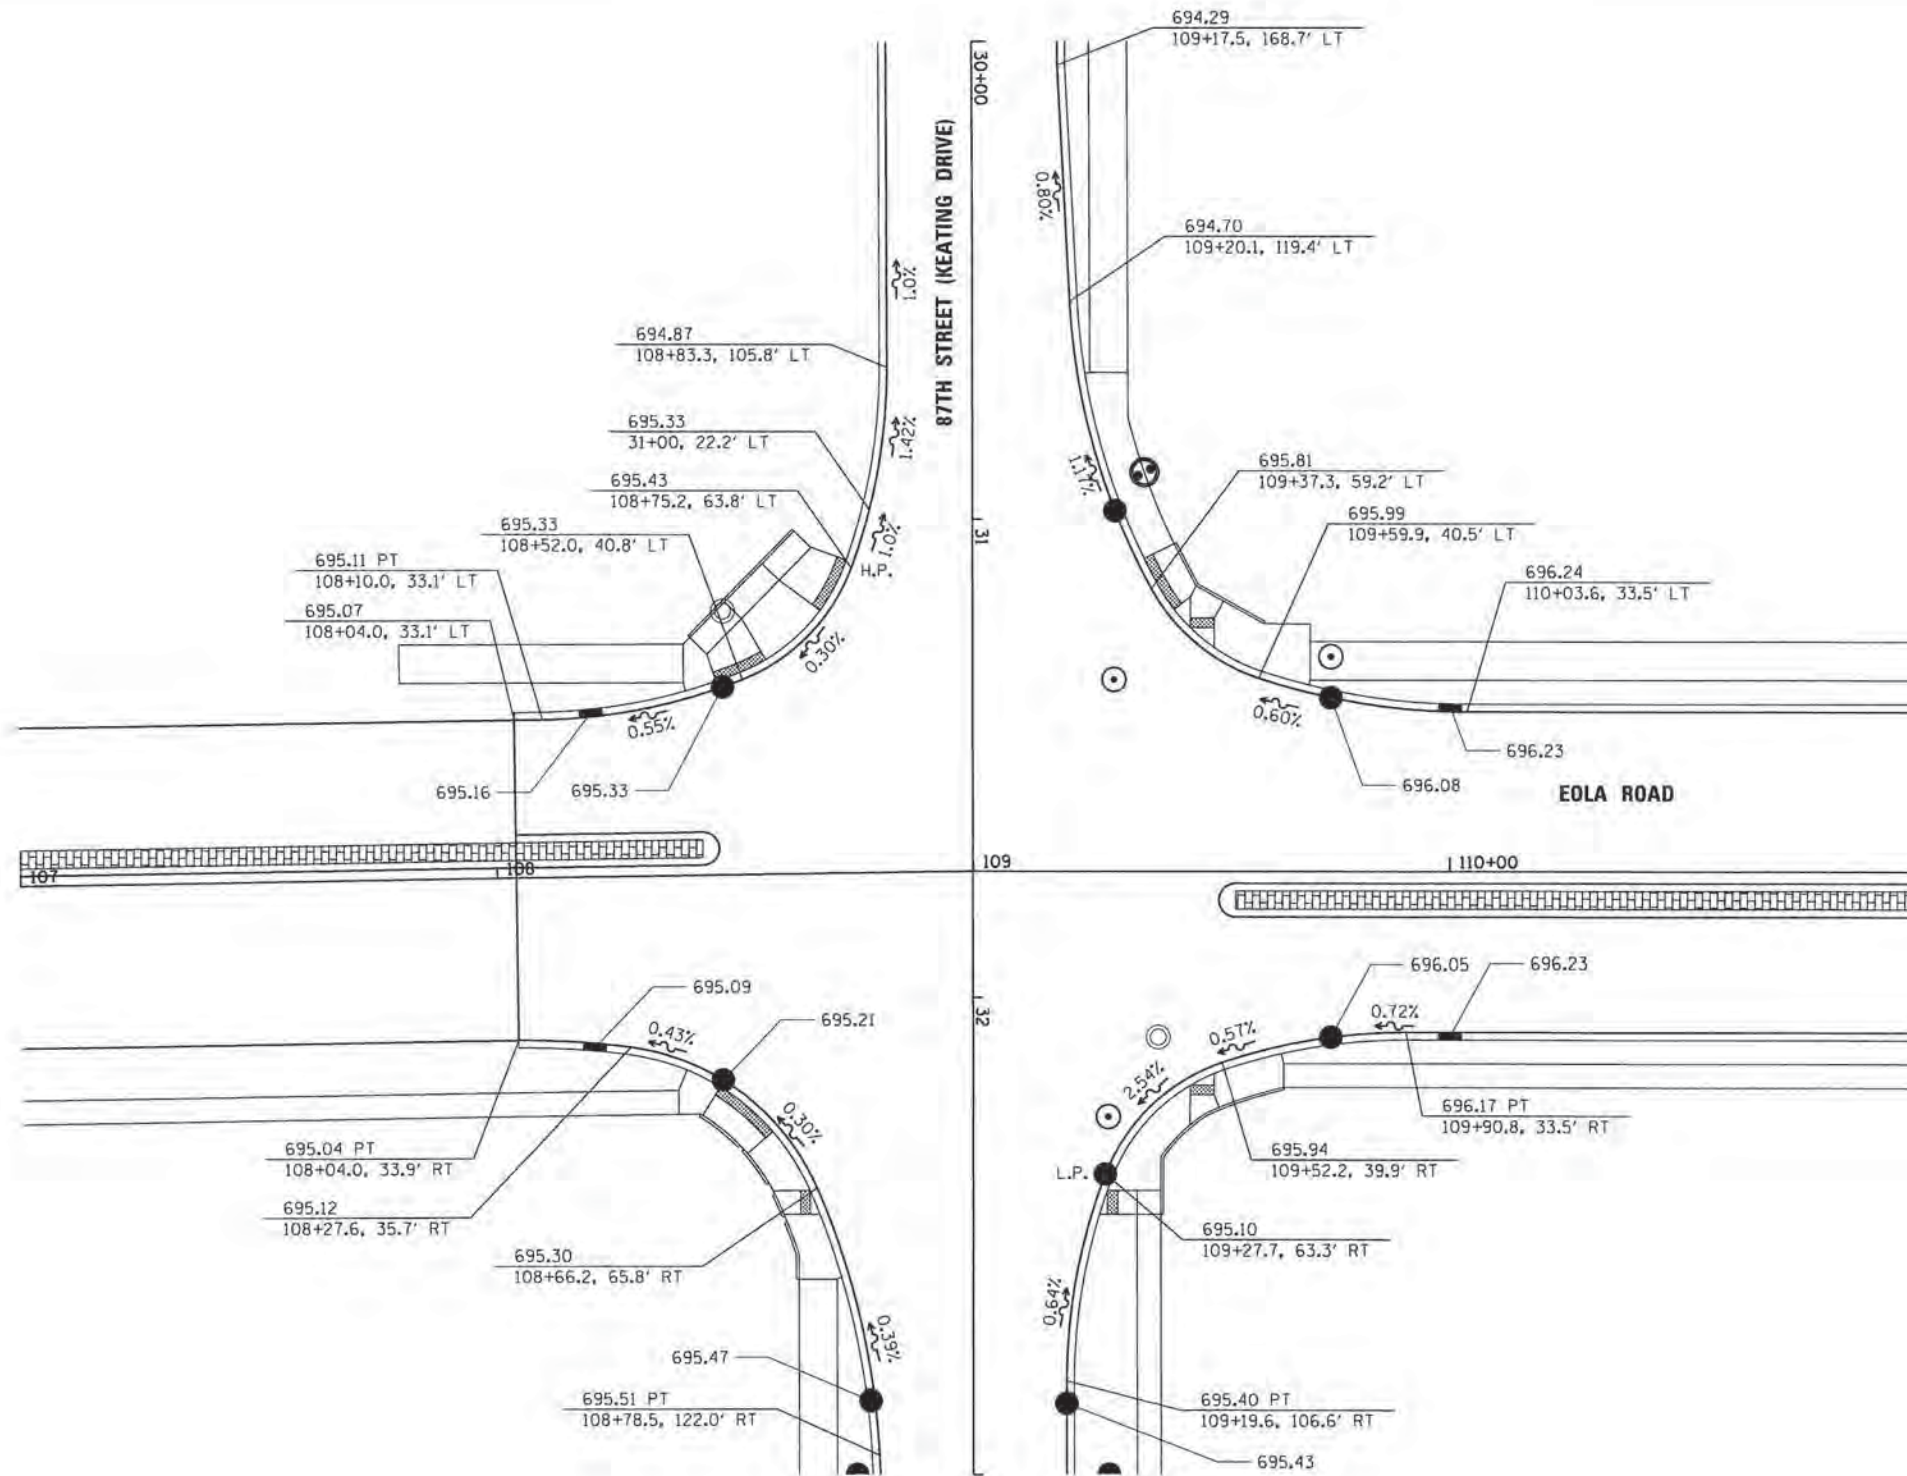 694.29
109+17.5, 168.7' LT
30+00
87TH STREET (KEATING DRIVE)
0.80%
694.70
109+20.1, 119.4' LT
1.0%
694.87
108+83.3, 105.8' LT
695.33
31+00, 22.2' LT
1.42%
695.43
108+75.2, 63.8' LT
1.17%
695.81
109+37.3, 59.2' LT
695.33
108+52.0, 40.8' LT
695.99
109+59.9, 40.5' LT
31
1.0%
H.P.
695.11 PT
108+10.0, 33.1' LT
696.24
110+03.6, 33.5' LT
695.07
108+04.0, 33.1' LT
0.30%
0.55%
0.60%
696.23
695.16
695.33
696.08
EOLA ROAD
107
108
109
110+00
695.09
696.05
696.23
695.21
32
0.43%
0.57%
0.72%
2.54%
0.30%
696.17 PT
109+90.8, 33.5' RT
695.04 PT
108+04.0, 33.9' RT
695.94
109+52.2, 39.9' RT
L.P.
695.12
108+27.6, 35.7' RT
695.10
109+27.7, 63.3' RT
695.30
108+66.2, 65.8' RT
0.64%
0.39%
695.47
695.51 PT
108+78.5, 122.0' RT
695.40 PT
109+19.6, 106.6' RT
695.43